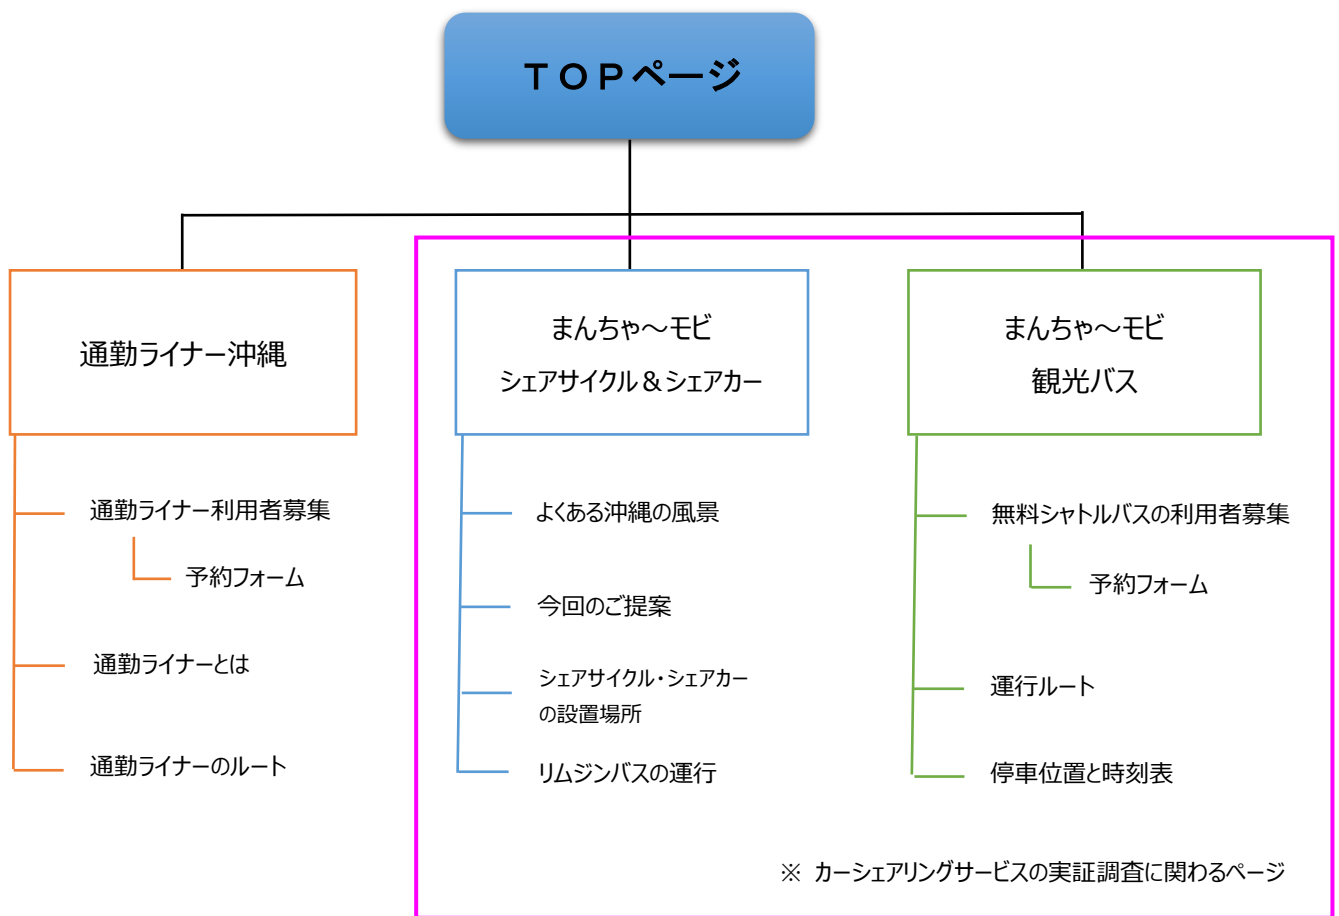 TOPページ
通勤ライナー沖縄
通勤ライナー利用者募集
予約フォーム
通勤ライナーとは
通勤ライナーのルート
まんちゃ～モビ
シェアサイクル＆シェアカー
よくある沖縄の風景
今回のご提案
シェアサイクル・シェアカー
の設置場所
リムジンバスの運行
まんちゃ～モビ
観光バス
無料シャトルバスの利用者募集
予約フォーム
運行ルート
停車位置と時刻表
※ カーシェアリングサービスの実証調査に関わるページ